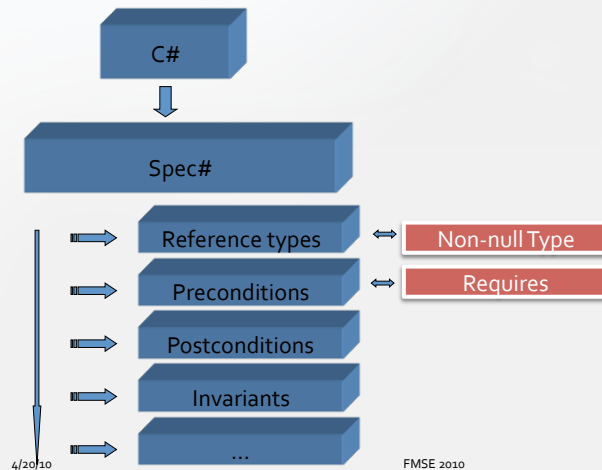 C#
Spec#
Reference types
Non-null Type
Preconditions
Requires
Postconditions
Invariants
...
4/20/10
FMSE 2010